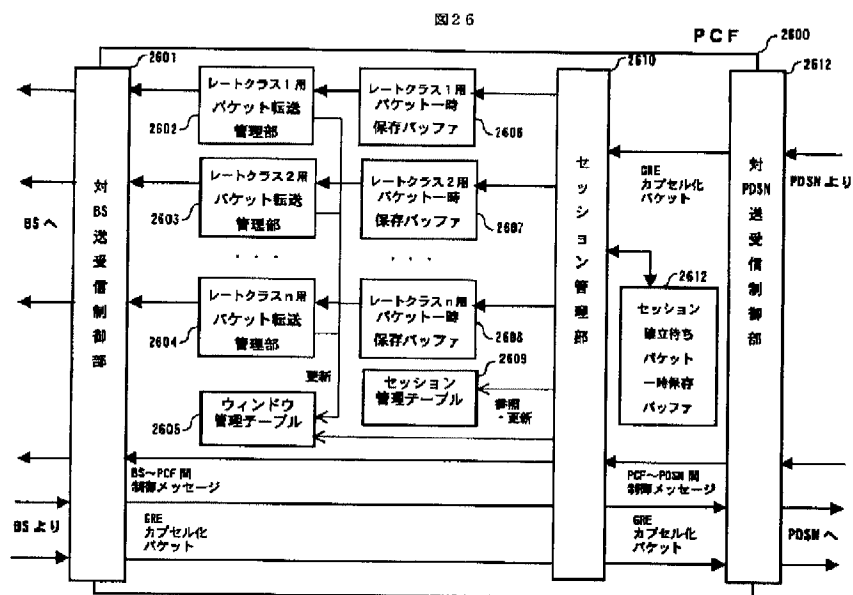 図26
PCF
2600
2601
2610
2612
レートクラス1用
パケット転送
管理部
2602
レートクラス1用
パケット一時
保存バッファ
2606
レートクラス2用
パケット転送
管理部
2603
レートクラス2用
パケット一時
保存バッファ
2607
・ ・ ・
・ ・ ・
レートクラスn用
パケット転送
管理部
2604
レートクラスn用
パケット一時
保存バッファ
2608
更新
ウィンドウ
管理テーブル
2605
セッション
管理テーブル
2609
参照
・更新
対BS送受信制御部
セッション管理部
対PDSN送受信制御部
GRE
カプセル化
パケット
PDSNより
BSへ
2612
セッション
確立待ち
パケット
一時保存
バッファ
BS~PCF間
制御メッセージ
PCF~PDSN間
制御メッセージ
BSより
GRE
カプセル化
パケット
GRE
カプセル化
パケット
PDSNへ